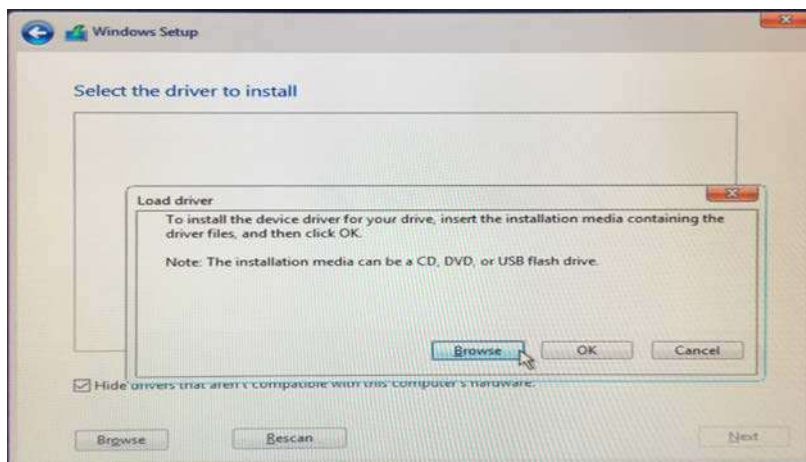 Windows Setup
Select the driver to install
Load driver
To install the device driver for your drive, insert the installation media containing the
driver files, and then click OK.
Note: The installation media can be a CD, DVD, or USB flash drive.
Browse OK Cancel
Hide drivers that aren't compatible with this computer's hardware.
Browse Rescan Next